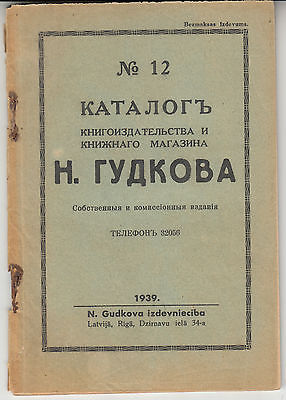 Bezmaksas izdevums.
№ 12
КАТАЛОГЪ
КНИГОИЗДАТЕЛЬСТВА И
КНИЖНАГО МАГАЗИНА
Н. ГУДКОВА
Собственныя и комиссіонныя изданія
ТЕЛЕФОНЪ 32056
1939.
N. Gudkova izdevniecība
Latvijā, Rīgā, Dzirnavu ielā 34-a